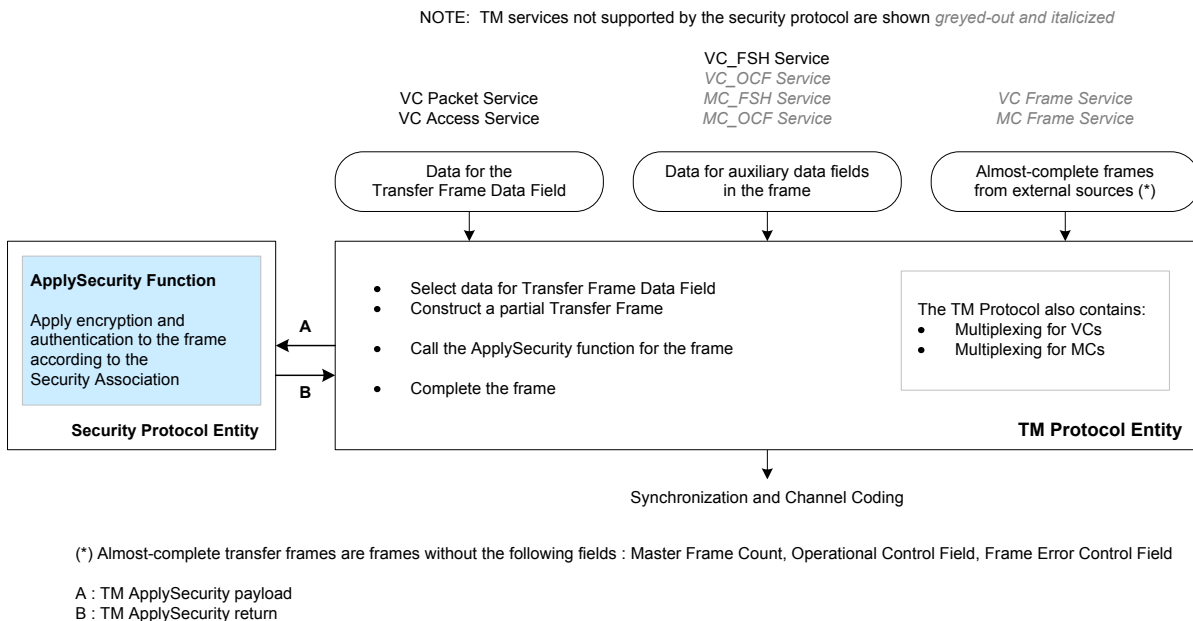 NOTE: TM services not supported by the security protocol are shown greyed-out and italicized
VC Packet Service
VC Access Service
VC_FSH Service
VC_OCF Service
MC_FSH Service
MC_OCF Service
VC Frame Service
MC Frame Service
Data for the
Transfer Frame Data Field
Data for auxiliary data fields
in the frame
Almost-complete frames
from external sources (*)
ApplySecurity Function
Apply encryption and
authentication to the frame
according to the
Security Association
Security Protocol Entity
A
B
• Select data for Transfer Frame Data Field
• Construct a partial Transfer Frame
• Call the ApplySecurity function for the frame
• Complete the frame
The TM Protocol also contains:
• Multiplexing for VCs
• Multiplexing for MCs
TM Protocol Entity
Synchronization and Channel Coding
(*) Almost-complete transfer frames are frames without the following fields : Master Frame Count, Operational Control Field, Frame Error Control Field
A : TM ApplySecurity payload
B : TM ApplySecurity return